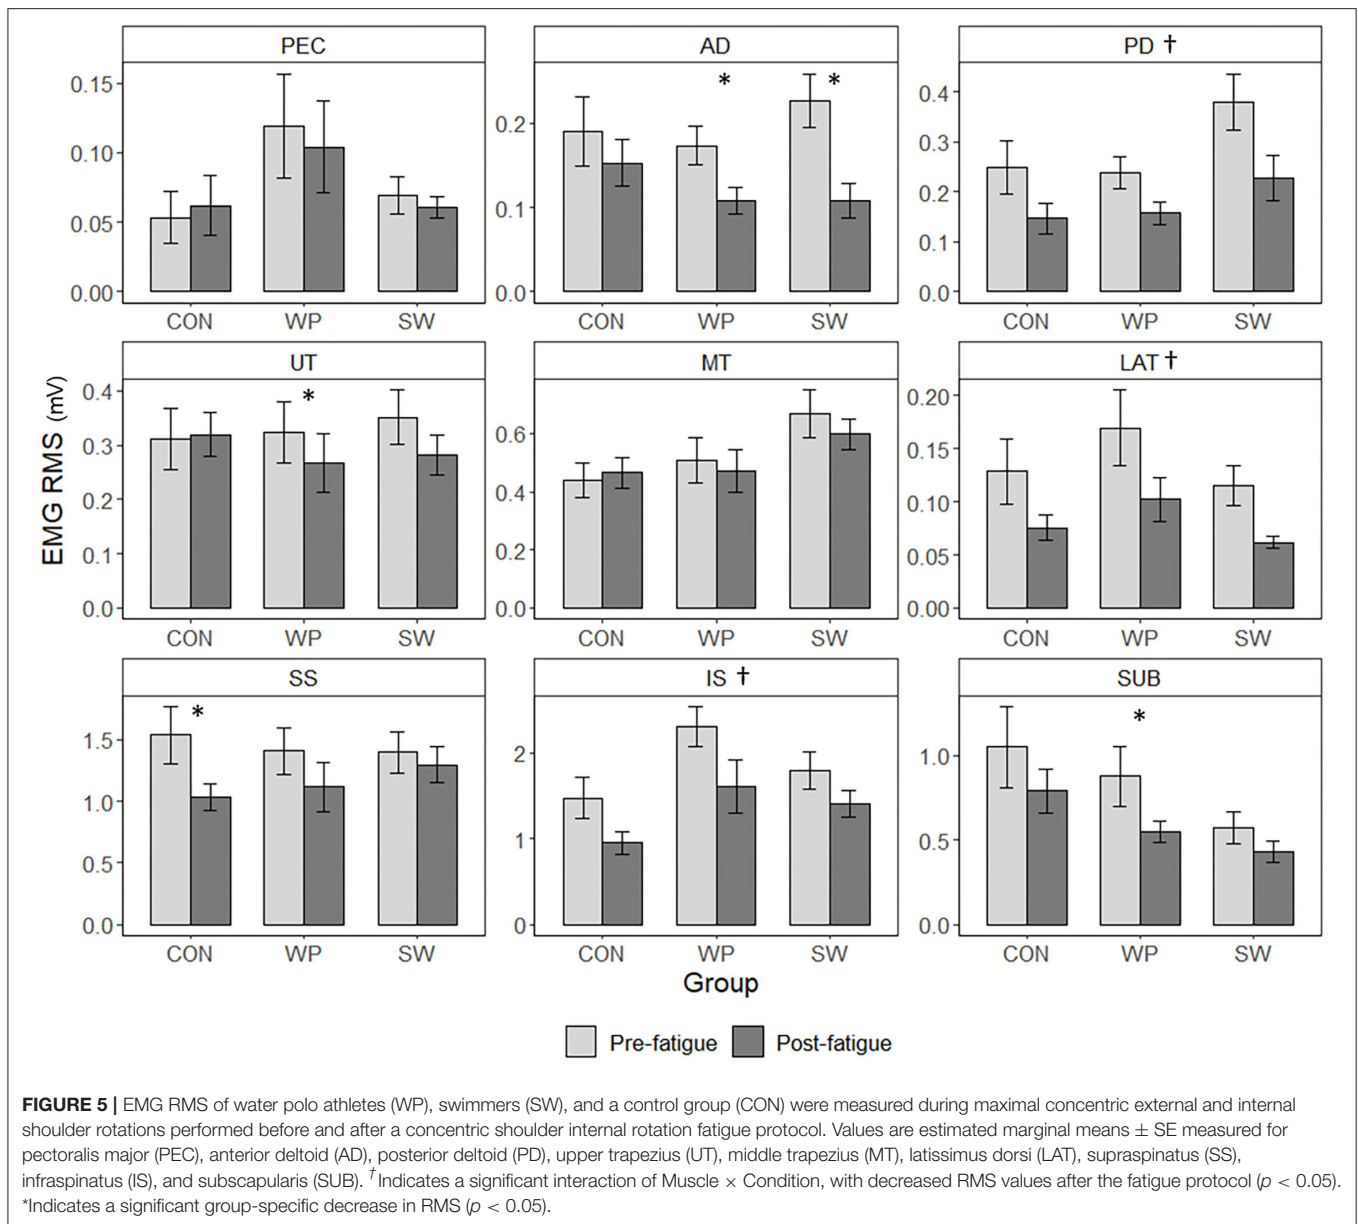 PEC
AD
PD †
0.15
0.10
0.05
0.00
CON WP SW
0.2
0.1
0.0
* *
CON WP SW
0.4
0.3
0.2
0.1
0.0
CON WP SW
EMG RMS (mV)
UT
MT
LAT †
0.4
0.3
0.2
0.1
0.0
*
CON WP SW
0.6
0.4
0.2
0.0
CON WP SW
0.20
0.15
0.10
0.05
0.00
CON WP SW
SS
IS †
SUB
1.5
1.0
0.5
0.0
*
CON WP SW
2
1
0
CON WP SW
1.0
0.5
0.0
*
CON WP SW
Group
Pre-fatigue Post-fatigue
FIGURE 5 | EMG RMS of water polo athletes (WP), swimmers (SW), and a control group (CON) were measured during maximal concentric external and internal
shoulder rotations performed before and after a concentric shoulder internal rotation fatigue protocol. Values are estimated marginal means ± SE measured for
pectoralis major (PEC), anterior deltoid (AD), posterior deltoid (PD), upper trapezius (UT), middle trapezius (MT), latissimus dorsi (LAT), supraspinatus (SS),
infraspinatus (IS), and subscapularis (SUB). †Indicates a significant interaction of Muscle × Condition, with decreased RMS values after the fatigue protocol (p < 0.05).
*Indicates a significant group-specific decrease in RMS (p < 0.05).